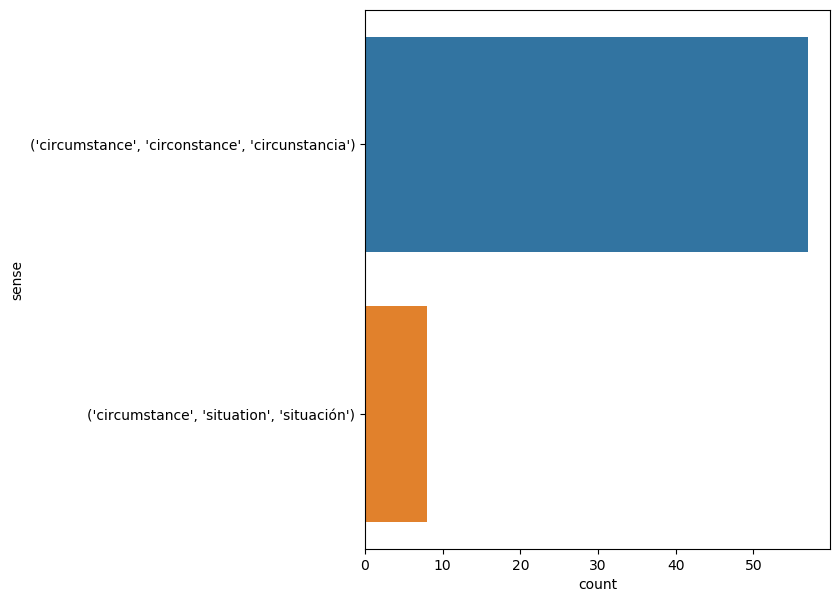 ('circumstance', 'circonstance', 'circunstancia')
sense
('circumstance', 'situation', 'situación')
0 10 20 30 40 50
count